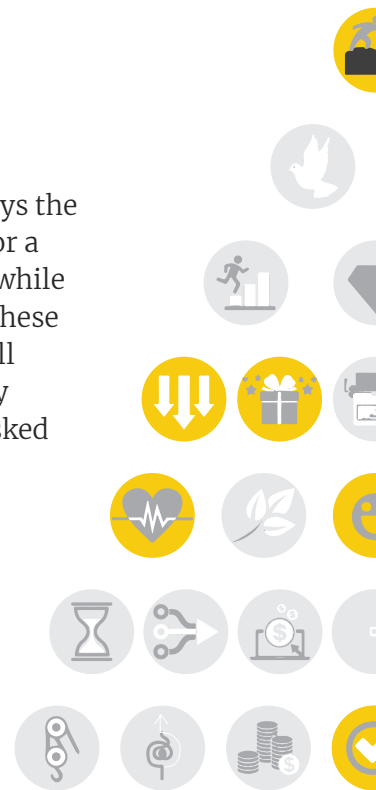 ys the
or a
while
hese
ll
y
sked
$
$
$
$